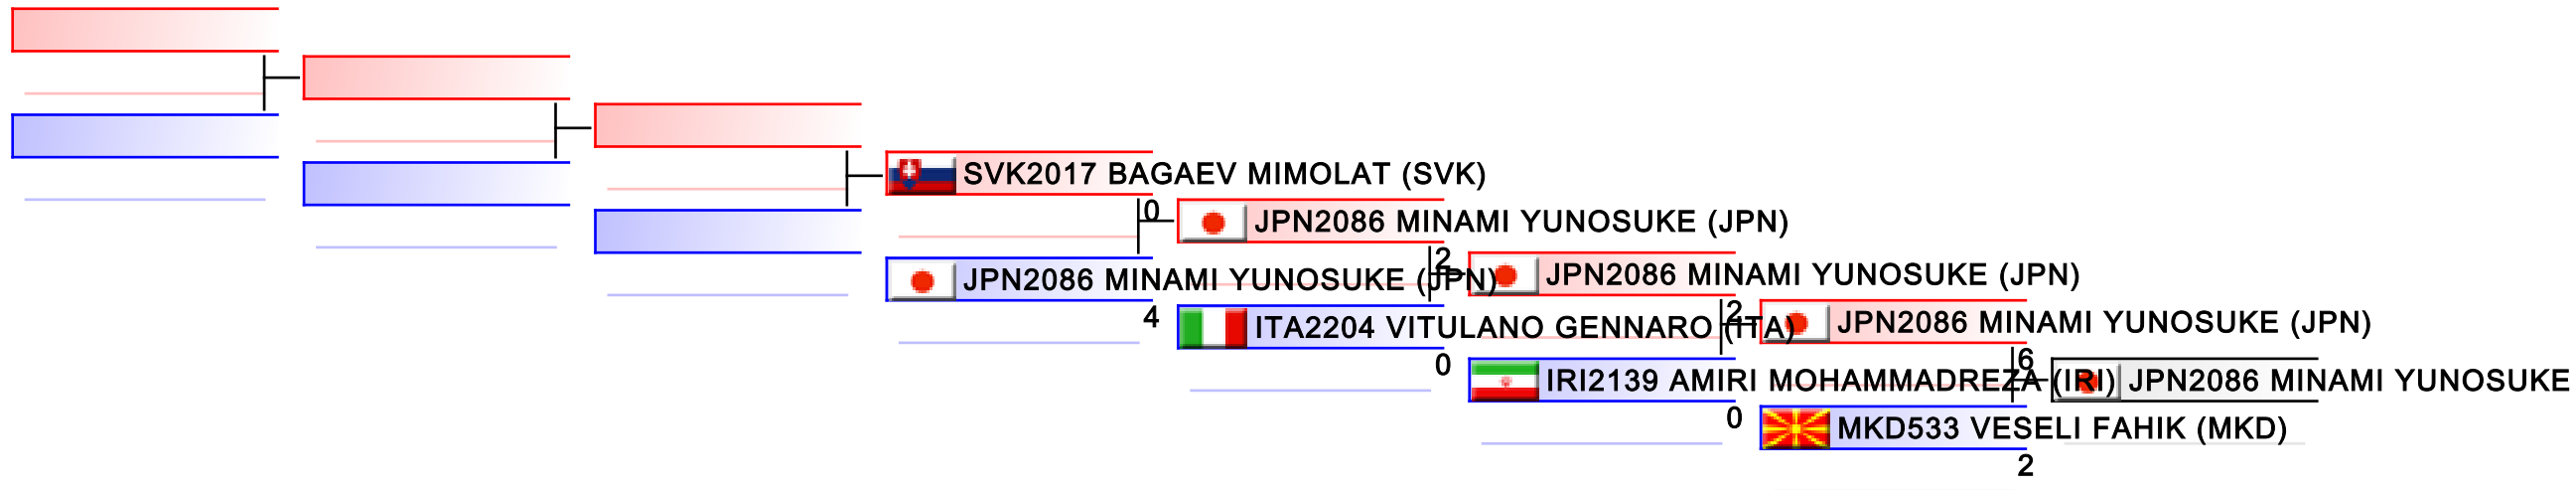 SVK2017 BAGAEV MIMOLAT (SVK)
0
JPN2086 MINAMI YUNOSUKE (JPN)
2
JPN2086 MINAMI YUNOSUKE (JPN)
JPN2086 MINAMI YUNOSUKE (JPN)
4
ITA2204 VITULANO GENNARO (ITA)
2
JPN2086 MINAMI YUNOSUKE (JPN)
0
6
IRI2139 AMIRI MOHAMMADREZA (IRI)
JPN2086 MINAMI YUNOSUKE
0
MKD533 VESELI FAHIK (MKD)
2